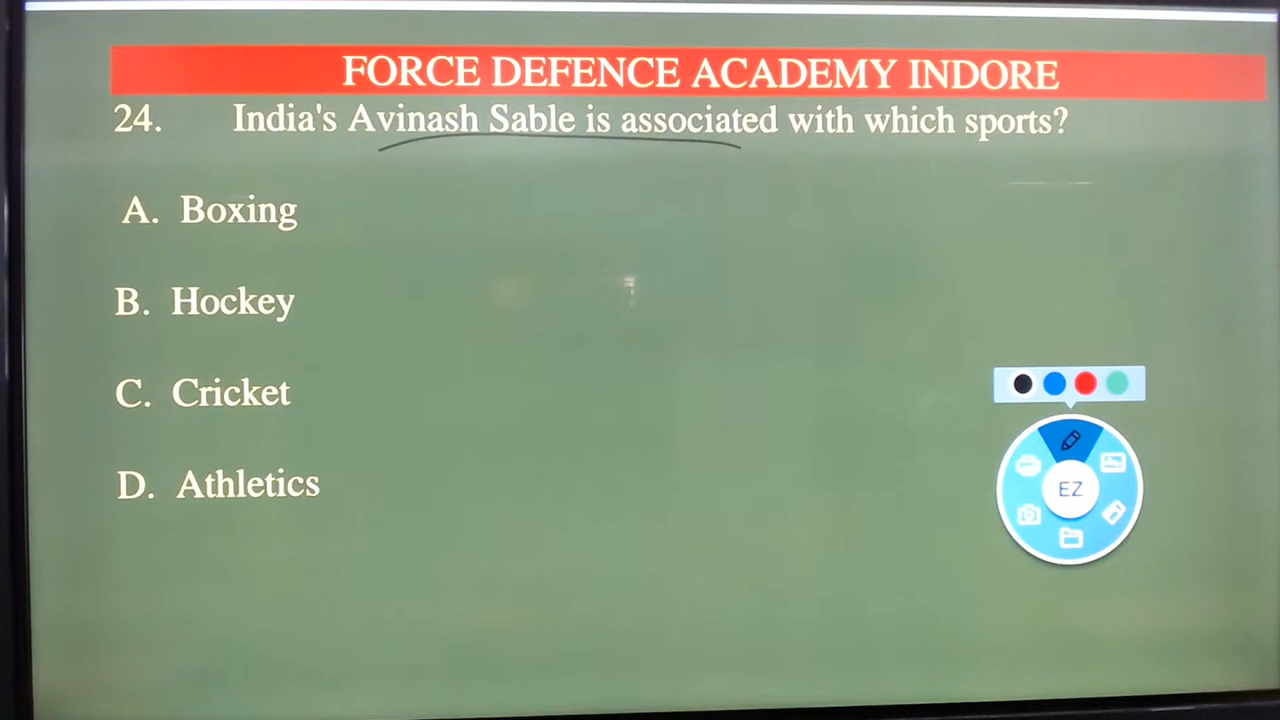 FORCE DEFENCE ACADEMY INDORE
24. India's Avinash Sable is associated with which sports?
A. Boxing
B. Hockey
C. Cricket
D. Athletics
EZ